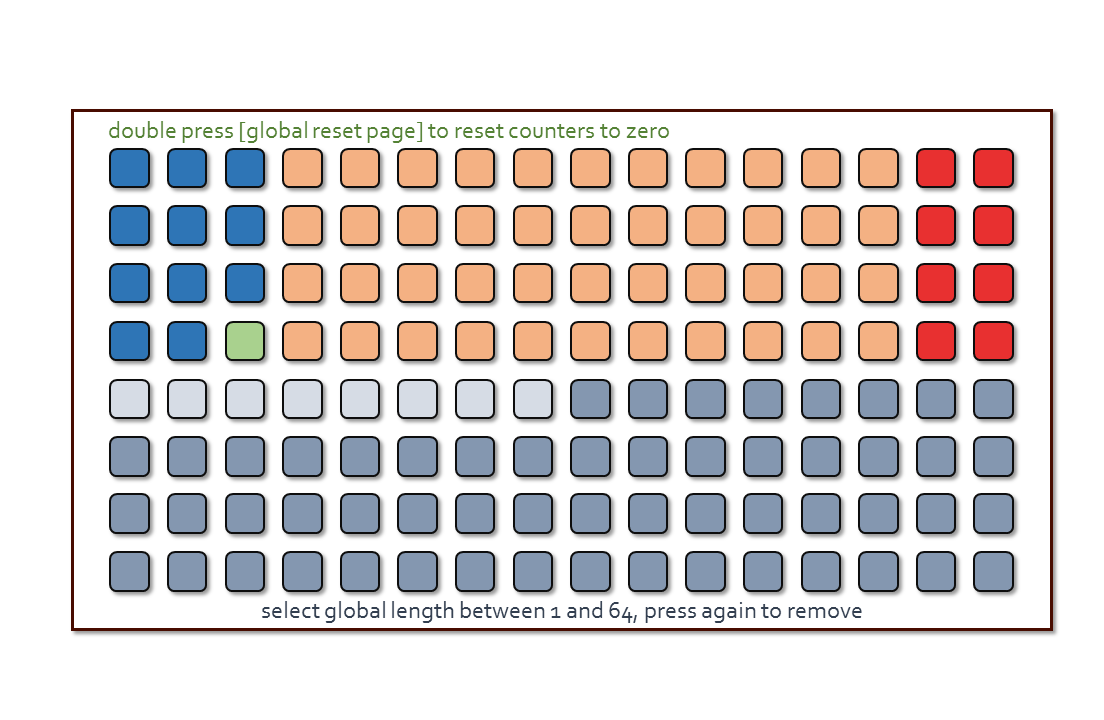 double press [global reset page] to reset counters to zero
select global length between 1 and 64, press again to remove